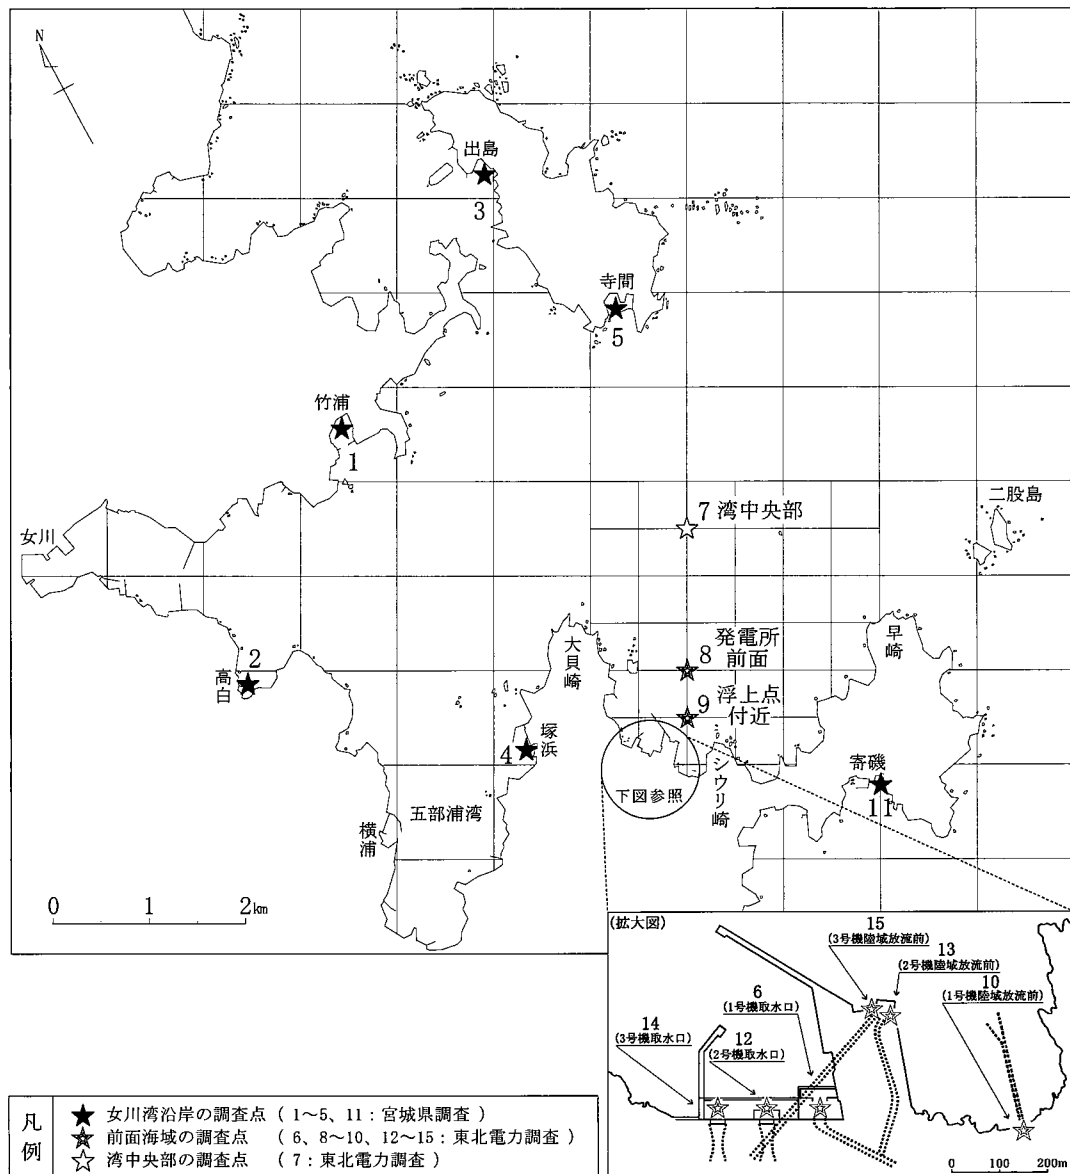 N
出島
3
寺間
5
竹浦
1
7 湾中央部
二股島
女川
大貝崎
早崎
8 発電所
前面
2
高白
9 浮上点
付近
塚浜
4
シウリ崎
寄磯
11
下図参照
五部浦湾
横浦
0 1 2km
(拡大図)
15
(3号機陸域放流前)
13
(2号機陸域放流前)
10
(1号機陸域放流前)
6
(1号機取水口)
14
(3号機取水口)
12
(2号機取水口)
0 100 200m
凡例
★ 女川湾沿岸の調査点 ( 1~5、11:宮城県調査 )
前面海域の調査点 ( 6、8~10、12~15:東北電力調査 )
☆ 湾中央部の調査点 ( 7:東北電力調査 )